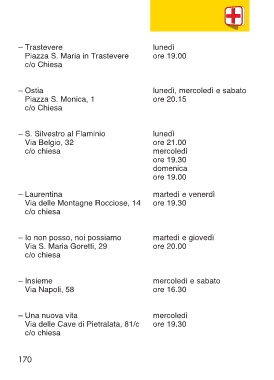 – Trastevere lunedì
Piazza S. Maria in Trastevere ore 19.00
c/o Chiesa
– Ostia lunedì, mercoledì e sabato
Piazza S. Monica, 1 ore 20.15
c/o Chiesa
– S. Silvestro al Flaminio lunedì
Via Belgio, 32 ore 21.00
c/o chiesa mercoledì
ore 19.30
domenica
ore 19.00
– Laurentina martedì e venerdì
Via delle Montagne Rocciose, 14 ore 19.30
c/o chiesa
– Io non posso, noi possiamo martedì e giovedì
Via S. Maria Goretti, 29 ore 20.00
c/o chiesa
– Insieme mercoledì e sabato
Via Napoli, 58 ore 16.30
– Una nuova vita mercoledì
Via delle Cave di Pietralata, 81/c ore 19.30
c/o chiesa
170